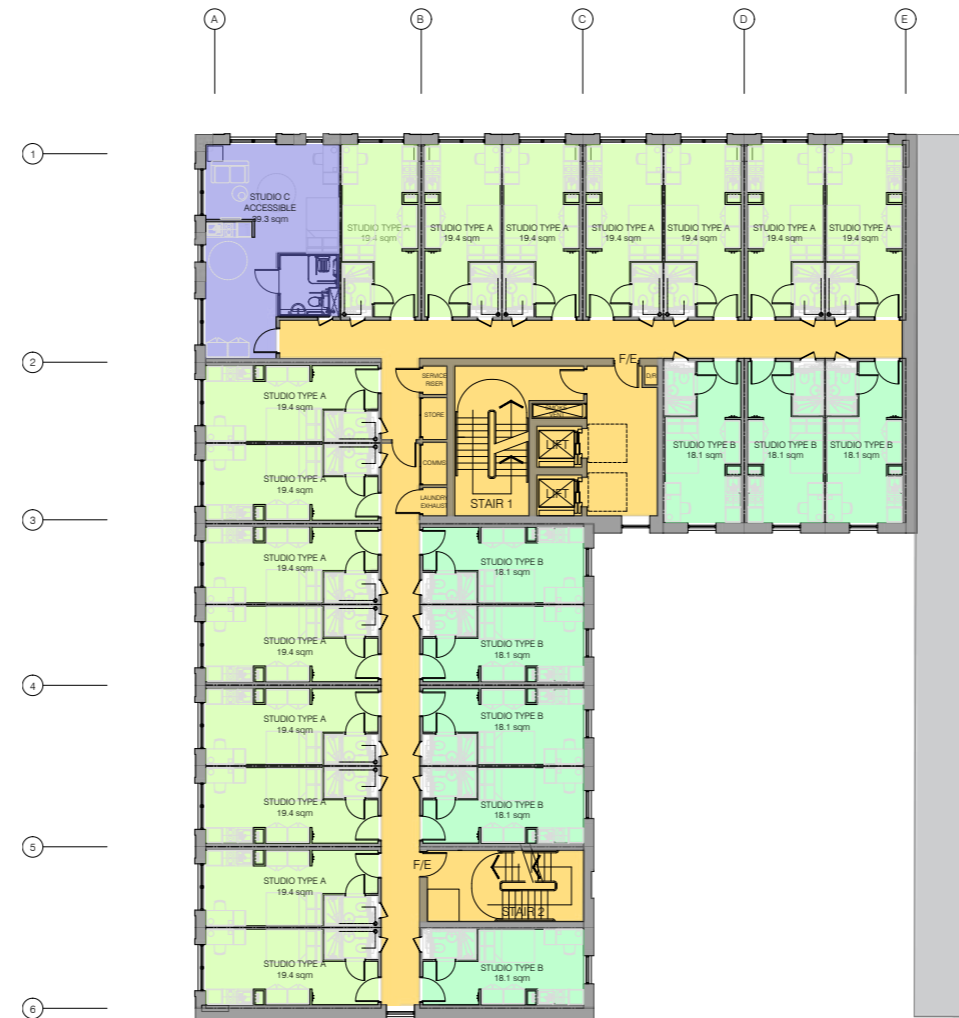 A
B
C
D
E
1
STUDIO C
ACCESSIBLE
39.3 sqm
STUDIO TYPE A
19.4 sqm
STUDIO TYPE A
19.4 sqm
STUDIO TYPE A
19.4 sqm
STUDIO TYPE A
19.4 sqm
STUDIO TYPE A
19.4 sqm
STUDIO TYPE A
19.4 sqm
STUDIO TYPE A
19.4 sqm
2
F/E
SERVICE
RISER
D/R
STUDIO TYPE A
19.4 sqm
STORE
LIFT
STUDIO TYPE B
18.1 sqm
STUDIO TYPE B
18.1 sqm
STUDIO TYPE B
18.1 sqm
COMMS
STUDIO TYPE A
19.4 sqm
LAUNDRY
EXHAUST
STAIR 1
LIFT
3
STUDIO TYPE A
19.4 sqm
STUDIO TYPE B
18.1 sqm
STUDIO TYPE A
19.4 sqm
STUDIO TYPE B
18.1 sqm
4
STUDIO TYPE A
19.4 sqm
STUDIO TYPE B
18.1 sqm
STUDIO TYPE A
19.4 sqm
STUDIO TYPE B
18.1 sqm
5
F/E
STUDIO TYPE A
19.4 sqm
STAIR 2
STUDIO TYPE A
19.4 sqm
STUDIO TYPE B
18.1 sqm
6